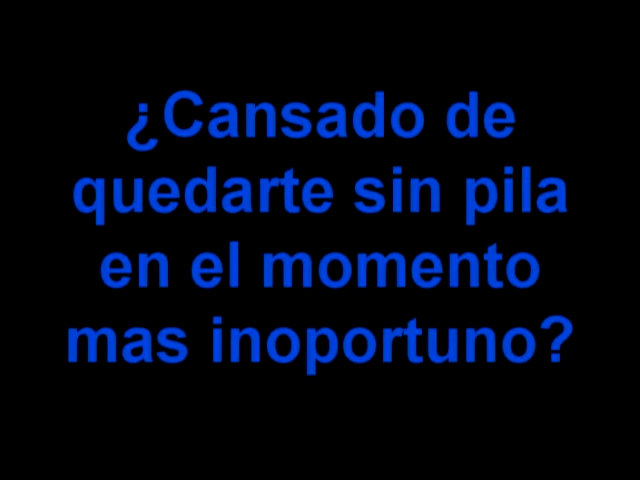 ¿Cansado de
quedarte sin pila
en el momento
mas inoportuno?